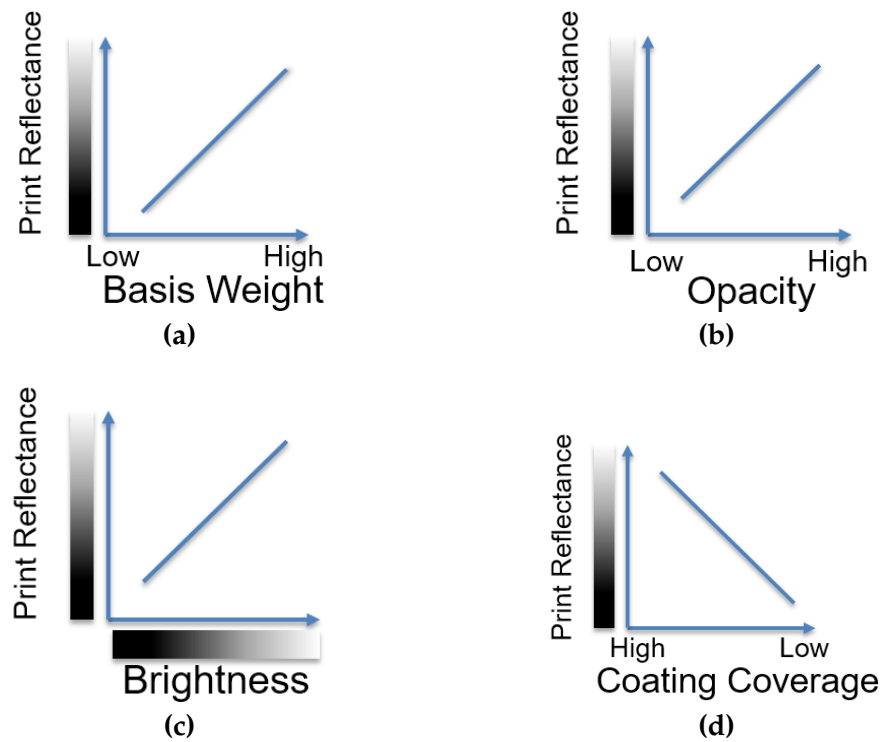 Print Reflectance
Low
High
Basis Weight
(a)
Print Reflectance
Low
High
Opacity
(b)
Print Reflectance
Brightness
(c)
Print Reflectance
High
Low
Coating Coverage
(d)